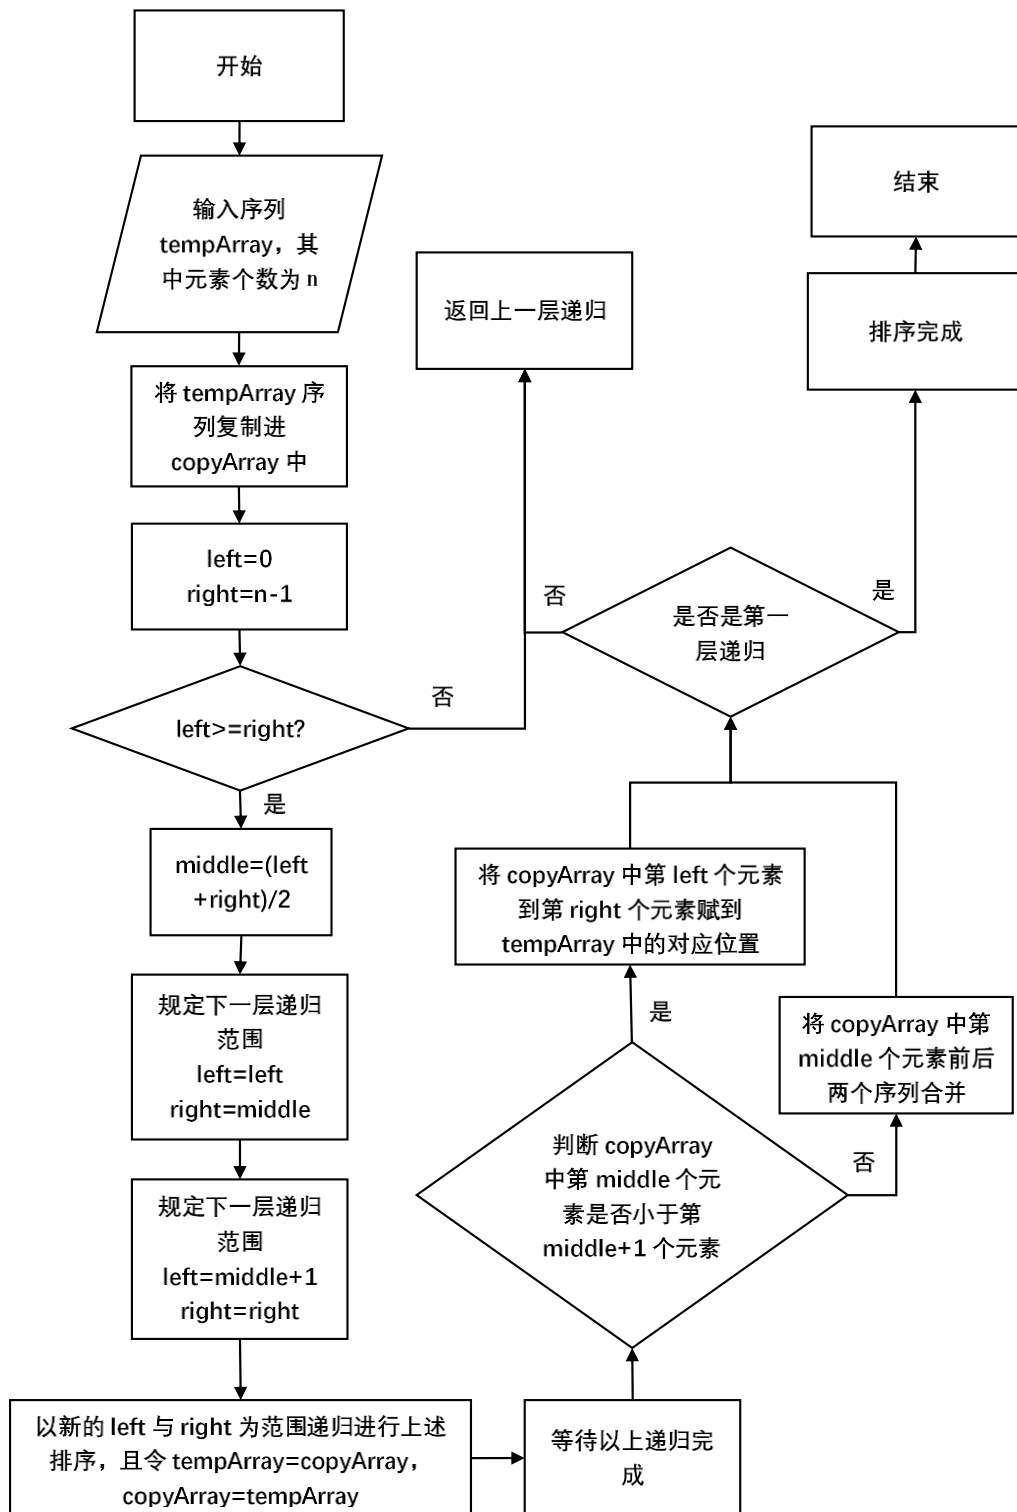 开始
输入序列
tempArray，其
中元素个数为 n
将 tempArray 序
列复制进
copyArray 中
left=0
right=n-1
left>=right?
否
是
middle=(left
+right)/2
规定下一层递归
范围
left=left
right=middle
规定下一层递归
范围
left=middle+1
right=right
以新的 left 与 right 为范围递归进行上述
排序，且令 tempArray=copyArray，
copyArray=tempArray
等待以上递归完
成
判断 copyArray
中第 middle 个元
素是否小于第
middle+1 个元素
是
否
将 copyArray 中第 left 个元素
到第 right 个元素赋到
tempArray 中的对应位置
将 copyArray 中第
middle 个元素前后
两个序列合并
是否是第一
层递归
否
是
返回上一层递归
排序完成
结束